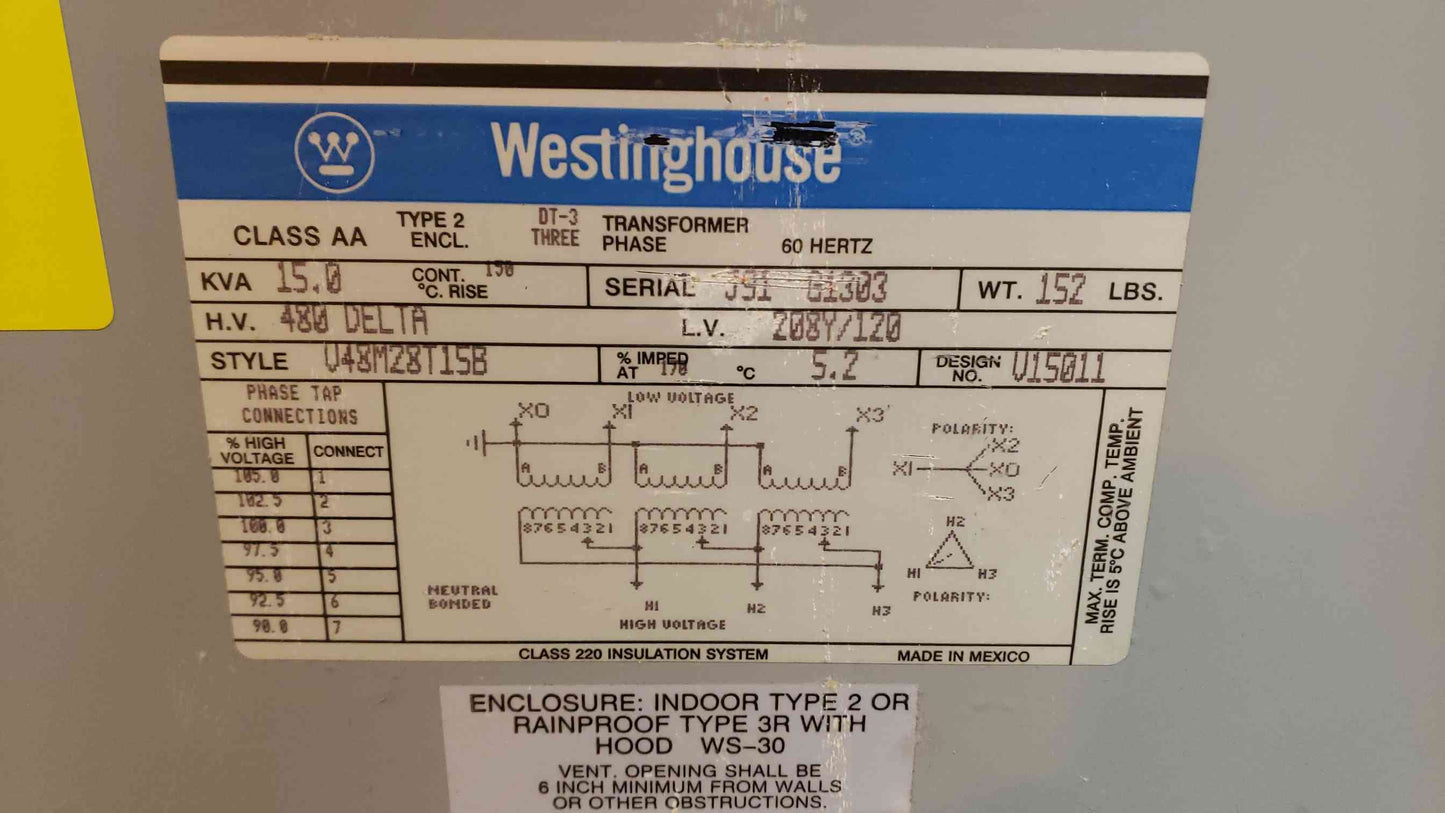 Westinghouse
CLASS AA TYPE 2 ENCL. DT-3 THREE TRANSFORMER PHASE 60 HERTZ
KVA 15.0 CONT. °C. RISE 150 SERIAL J91 G1303 WT. 152 LBS.
H.V. 480 DELTA L.V. 208Y/120
STYLE V48M28T15B % IMPED AT 170 °C 5.2 DESIGN NO. V15011
PHASE TAP
CONNECTIONS
% HIGH VOLTAGE CONNECT
105.0 1
102.5 2
100.0 3
97.5 4
95.0 5
92.5 6
90.0 7
LOW VOLTAGE
X0 X1 X2 X3
A B A B A B
87654321 87654321 87654321
NEUTRAL
BONDED
H1 H2 H3
HIGH VOLTAGE
POLARITY:
X2
X1 X0
X3
H2
H1 H3
POLARITY:
MAX. TERM. COMP. TEMP.
RISE IS 5°C ABOVE AMBIENT
CLASS 220 INSULATION SYSTEM MADE IN MEXICO
ENCLOSURE: INDOOR TYPE 2 OR
RAINPROOF TYPE 3R WITH
HOOD WS-30
VENT. OPENING SHALL BE
6 INCH MINIMUM FROM WALLS
OR OTHER OBSTRUCTIONS.